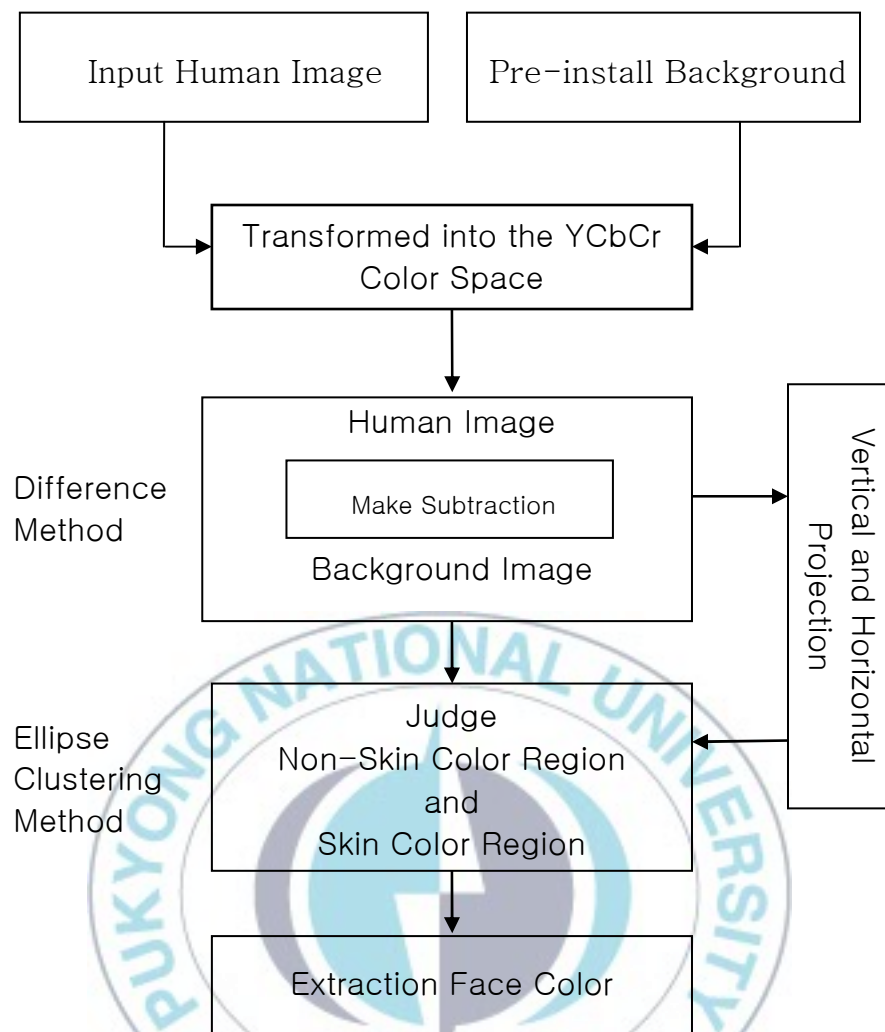 Input Human Image
Pre-install Background
Transformed into the YCbCr
Color Space
Difference
Method
Human Image
Make Subtraction
Background Image
Vertical and Horizontal
Projection
Ellipse
Clustering
Method
Judge
Non-Skin Color Region
and
Skin Color Region
Extraction Face Color
PUKYONG NATIONAL UNIVERSITY